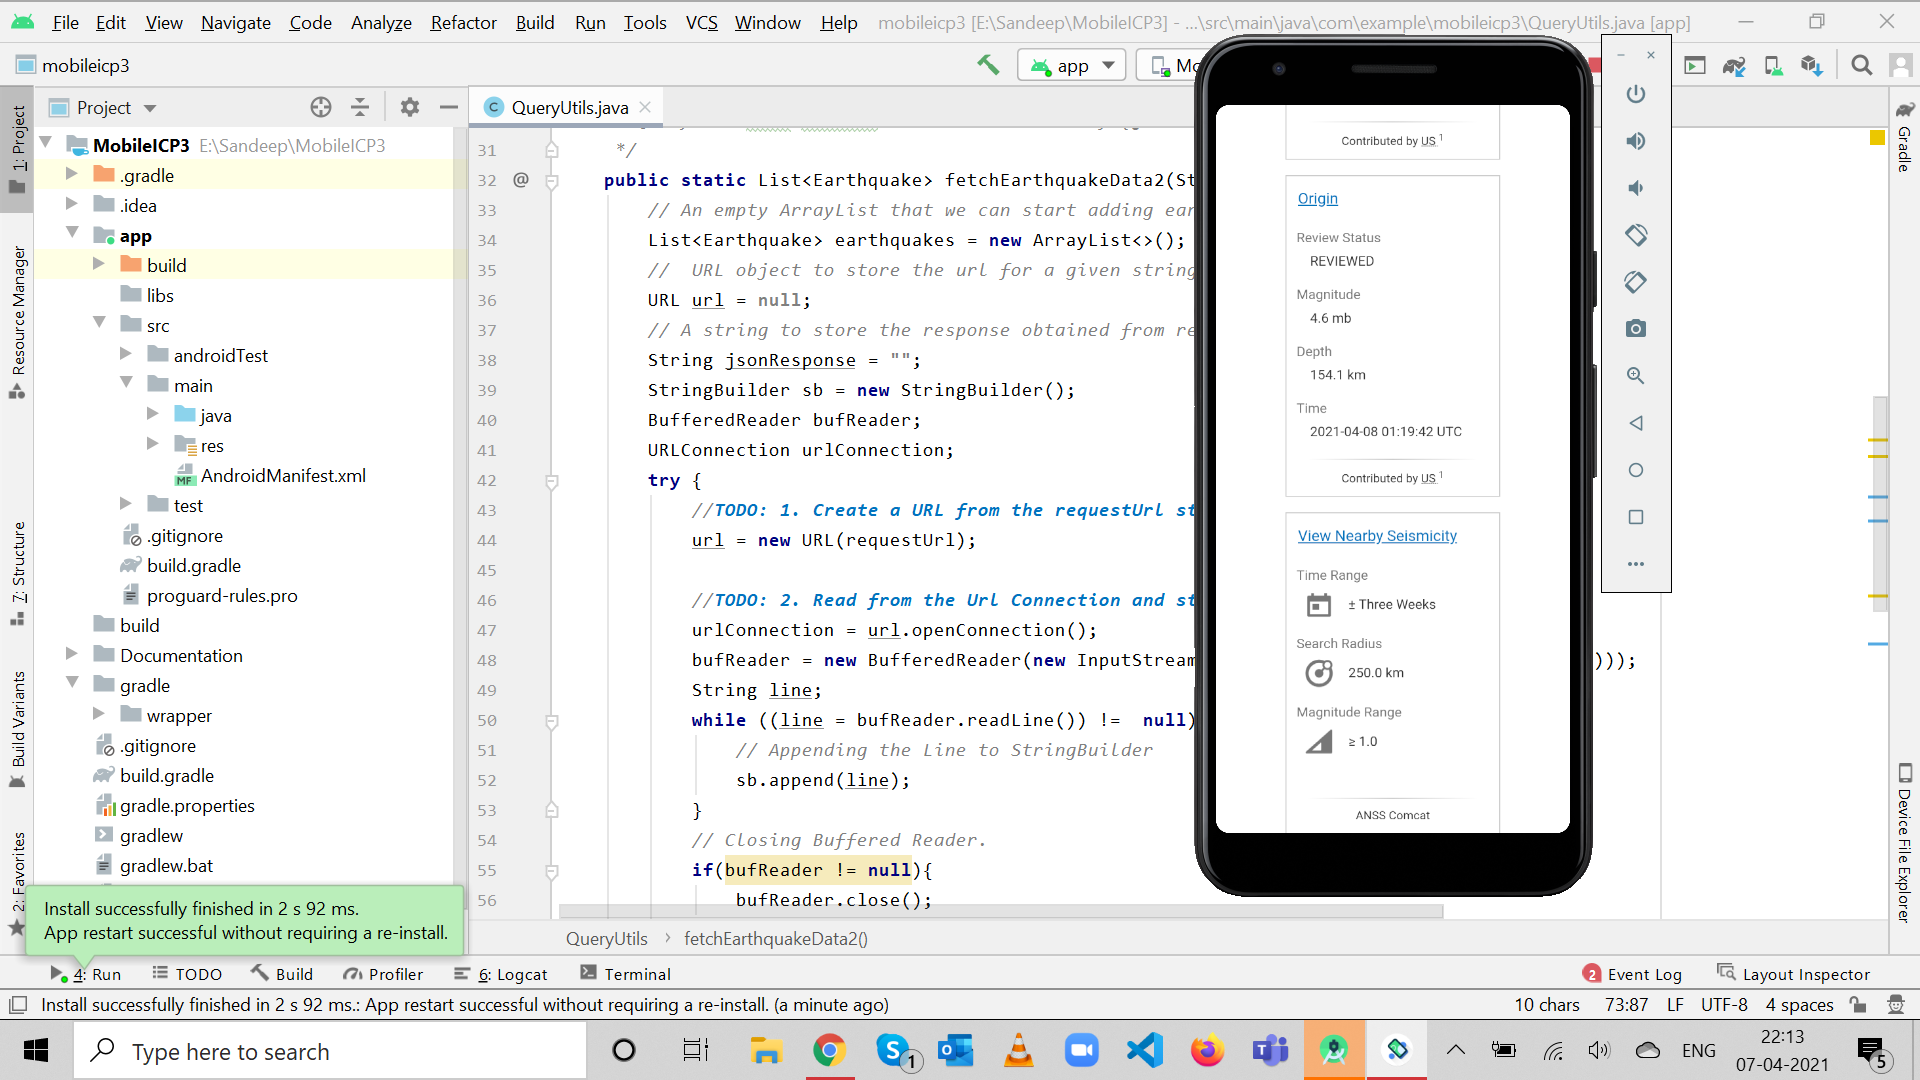 File Edit View Navigate Code Analyze Refactor Build Run Tools VCS Window Help mobileicp3 [E:\Sandeep\MobileICP3] - ...\src\main\java\com\example\mobileicp3\QueryUtils.java [app]
mobileicp3
app
Mo
Project
QueryUtils.java
1: Project
Resource Manager
7: Structure
Build Variants
2: Favorites
MobileICP3 E:\Sandeep\MobileICP3
.gradle
.idea
app
build
libs
src
androidTest
main
java
res
AndroidManifest.xml
test
.gitignore
build.gradle
proguard-rules.pro
build
Documentation
gradle
wrapper
.gitignore
build.gradle
gradle.properties
gradlew
gradlew.bat
31 */
32 @ public static List<Earthquake> fetchEarthquakeData2(St
33 // An empty ArrayList that we can start adding ear
34 List<Earthquake> earthquakes = new ArrayList<>();
35 // URL object to store the url for a given string
36 URL url = null;
37 // A string to store the response obtained from re
38 String jsonResponse = "";
39 StringBuilder sb = new StringBuilder();
40 BufferedReader bufReader;
41 URLConnection urlConnection;
42 try {
43 //TODO: 1. Create a URL from the requestUrl st
44 url = new URL(requestUrl);
45
46 //TODO: 2. Read from the Url Connection and st
47 urlConnection = url.openConnection();
48 bufReader = new BufferedReader(new InputStream )));
49 String line;
50 while ((line = bufReader.readLine()) != null)
51 // Appending the Line to StringBuilder
52 sb.append(line);
53 }
54 // Closing Buffered Reader.
55 if(bufReader != null){
56 bufReader.close();
Contributed by US 1
Origin
Review Status
REVIEWED
Magnitude
4.6 mb
Depth
154.1 km
Time
2021-04-08 01:19:42 UTC
Contributed by US 1
View Nearby Seismicity
Time Range
± Three Weeks
Search Radius
250.0 km
Magnitude Range
≥ 1.0
ANSS Comcat
Gradle
Device File Explorer
Install successfully finished in 2 s 92 ms.
App restart successful without requiring a re-install.
QueryUtils › fetchEarthquakeData2()
4: Run TODO Build Profiler 6: Logcat Terminal 2 Event Log Layout Inspector
Install successfully finished in 2 s 92 ms.: App restart successful without requiring a re-install. (a minute ago) 10 chars 73:87 LF UTF-8 4 spaces
Type here to search
1
ENG
22:13
07-04-2021
5